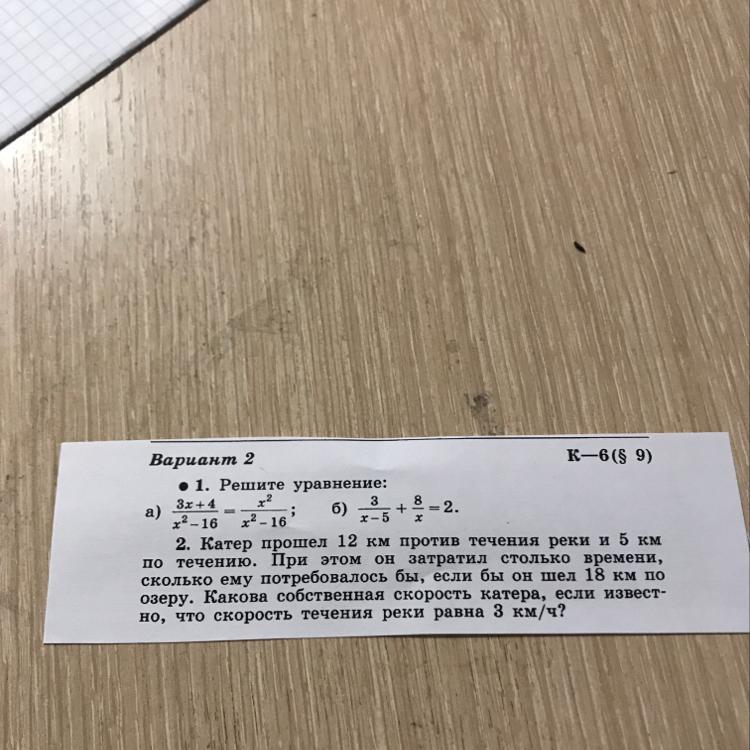 Вариант 2 К—6(§ 9)
● 1. Решите уравнение:
а) (3x+4)/(x²−16) = x²/(x²−16); б) 3/(x−5) + 8/x = 2.
2. Катер прошел 12 км против течения реки и 5 км
по течению. При этом он затратил столько времени,
сколько ему потребовалось бы, если бы он шел 18 км по
озеру. Какова собственная скорость катера, если извест-
но, что скорость течения реки равна 3 км/ч?